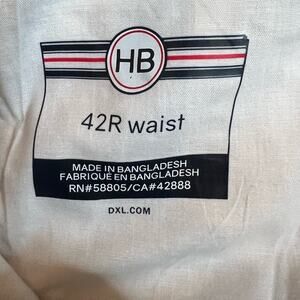 HB
42R waist
MADE IN BANGLADESH
FABRIQUÉ EN BANGLADESH
RN#58805/CA#42888
DXL.COM